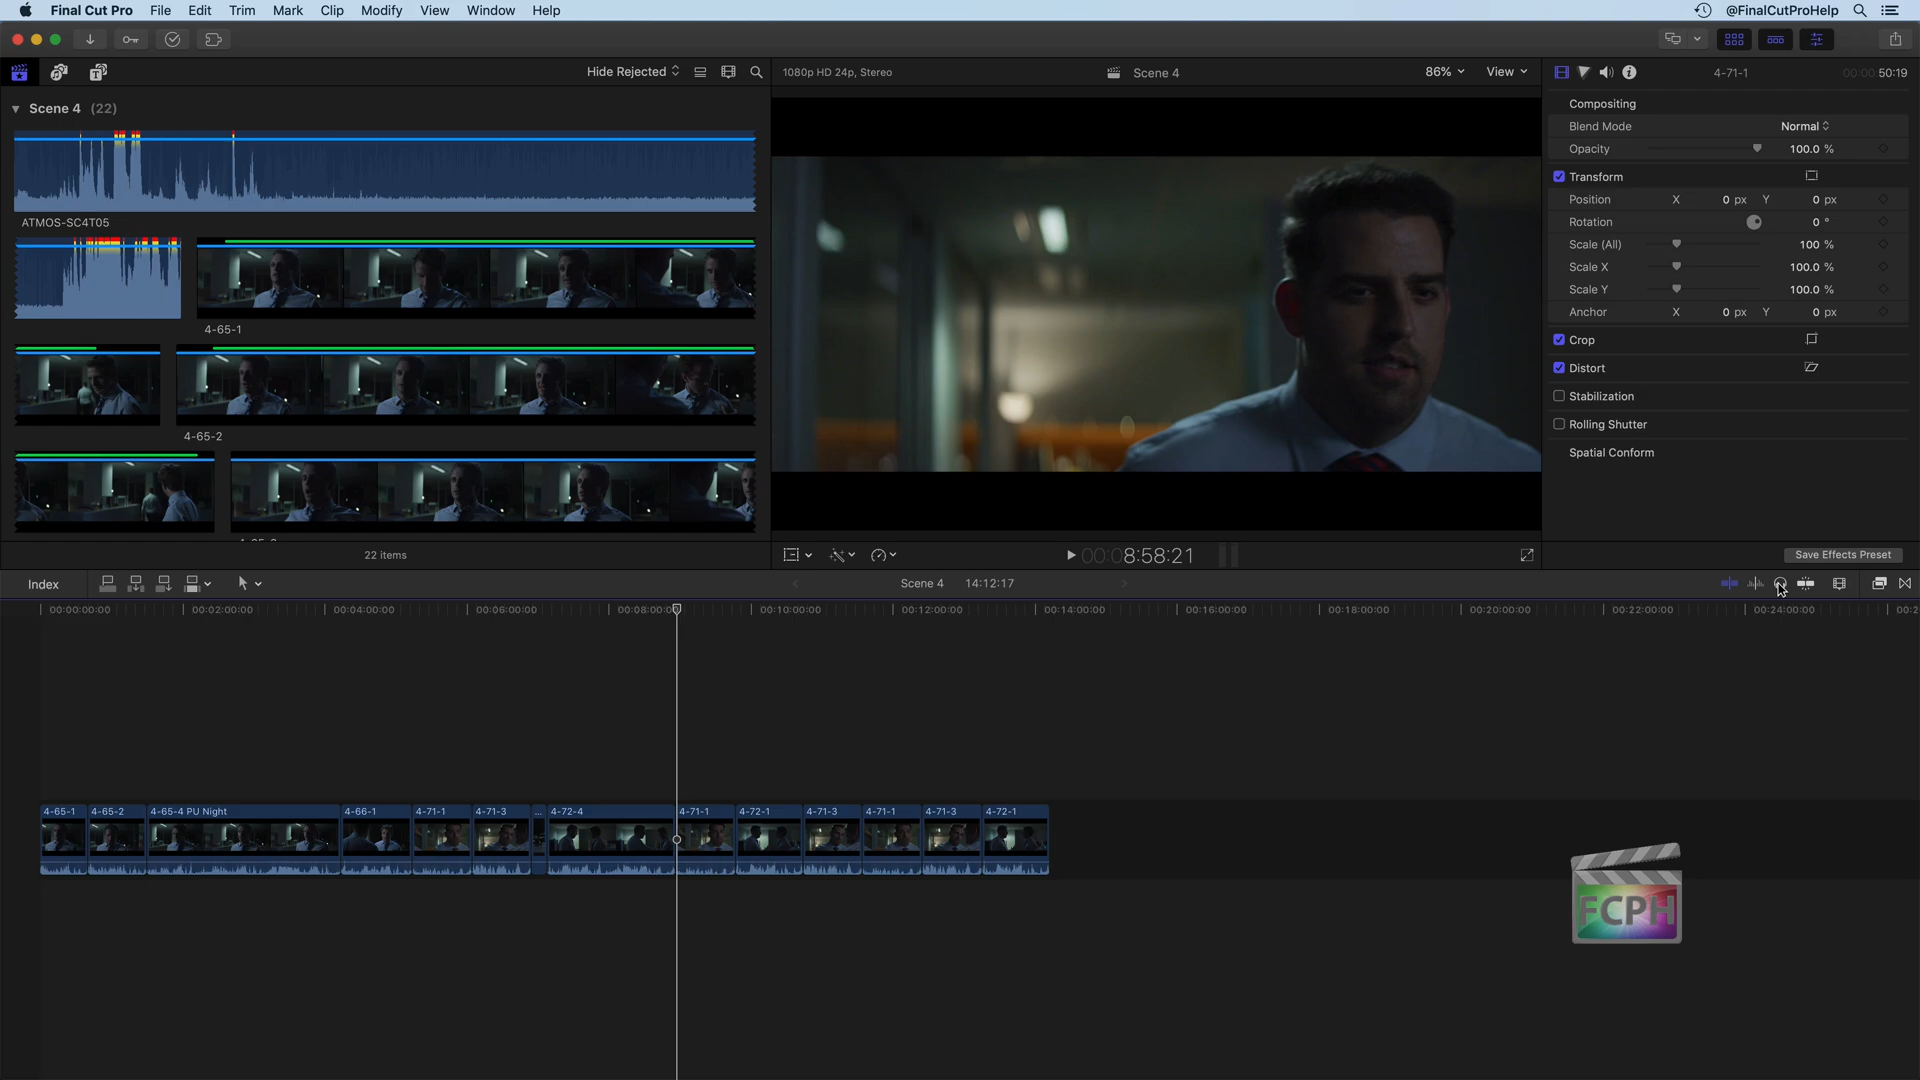 Final Cut Pro File Edit Trim Mark Clip Modify View Window Help @FinalCutProHelp
Hide Rejected
1080p HD 24p, Stereo Scene 4 86% View
4-71-1 00:00:00:50:19
Scene 4 (22)
ATMOS-SC4T05
4-65-1
4-65-2
22 items
Compositing
Blend Mode Normal
Opacity 100.0 %
Transform
Position X 0 px Y 0 px
Rotation 0 °
Scale (All) 100 %
Scale X 100.0 %
Scale Y 100.0 %
Anchor X 0 px Y 0 px
Crop
Distort
Stabilization
Rolling Shutter
Spatial Conform
00:08:58:21
Save Effects Preset
Index Scene 4 14:12:17
00:00:00:00 00:02:00:00 00:04:00:00 00:06:00:00 00:08:00:00 00:10:00:00 00:12:00:00 00:14:00:00 00:16:00:00 00:18:00:00 00:20:00:00 00:22:00:00 00:24:00:00
4-65-1 4-65-2 4-65-4 PU Night 4-66-1 4-71-1 4-71-3 ... 4-72-4 4-71-1 4-72-1 4-71-3 4-71-1 4-71-3 4-72-1
FCPH